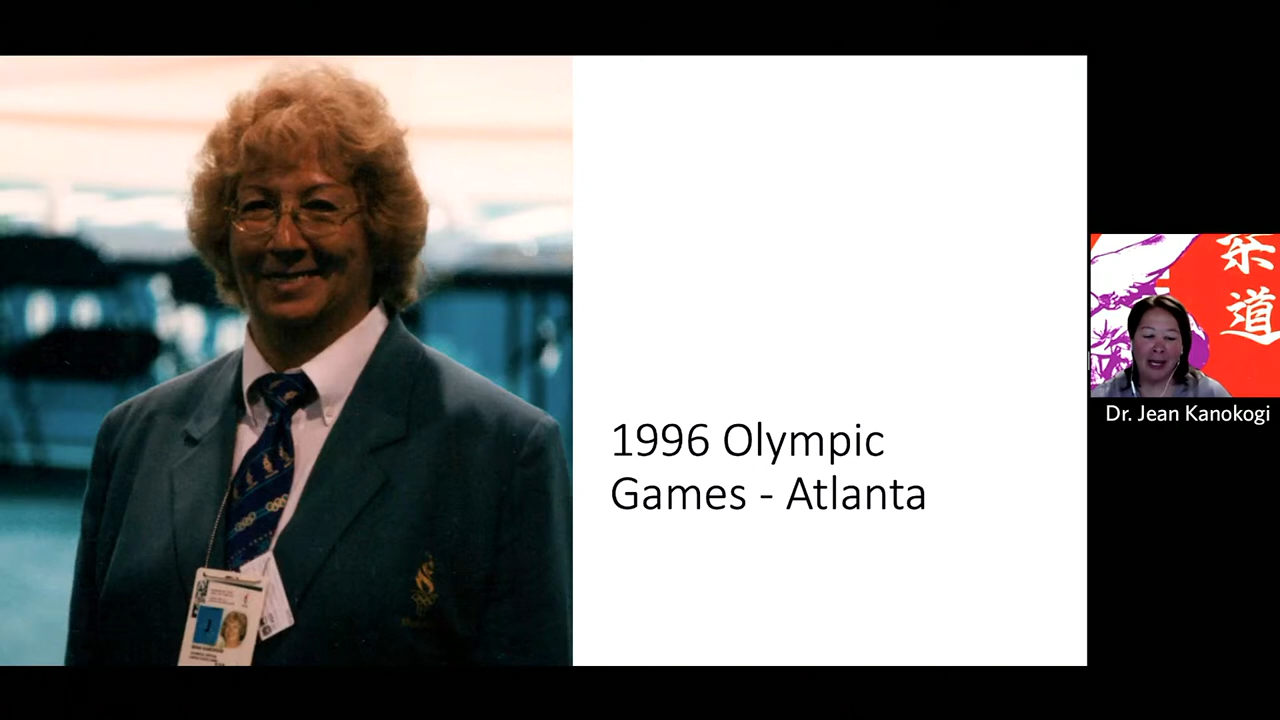 1996 Olympic
Games - Atlanta
柔道
Dr. Jean Kanokogi